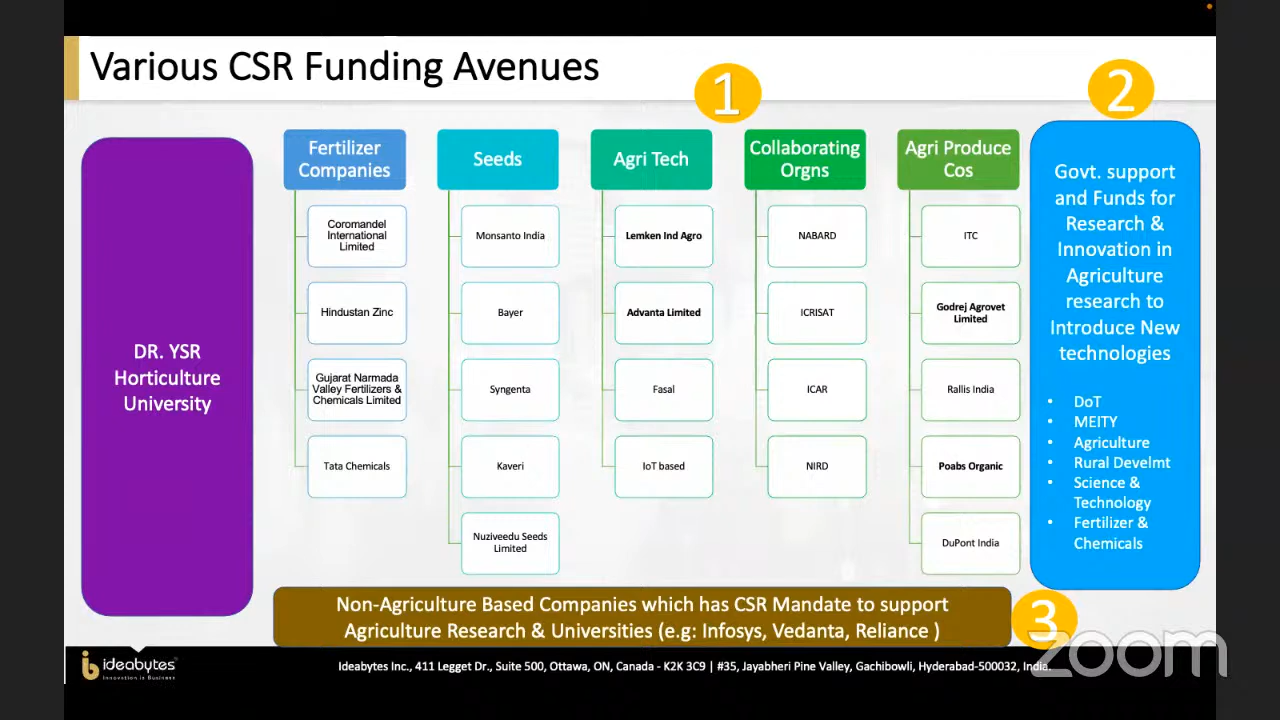 Various CSR Funding Avenues
1
2
DR. YSR
Horticulture
University
Fertilizer
Companies
Coromandel
International
Limited
Hindustan Zinc
Gujarat Narmada
Valley Fertilizers &
Chemicals Limited
Tata Chemicals
Seeds
Monsanto India
Bayer
Syngenta
Kaveri
Nuziveedu Seeds
Limited
Agri Tech
Lemken Ind Agro
Advanta Limited
Fasal
IoT based
Collaborating
Orgns
NABARD
ICRISAT
ICAR
NIRD
Agri Produce
Cos
ITC
Godrej Agrovet
Limited
Rallis India
Poabs Organic
DuPont India
Govt. support
and Funds for
Research &
Innovation in
Agriculture
research to
Introduce New
technologies
• DoT
• MEITY
• Agriculture
• Rural Develmt
• Science &
Technology
• Fertilizer &
Chemicals
Non-Agriculture Based Companies which has CSR Mandate to support
Agriculture Research & Universities (e.g: Infosys, Vedanta, Reliance )
3
ideabytes
Innovation in Business
Ideabytes Inc., 411 Legget Dr., Suite 500, Ottawa, ON, Canada - K2K 3C9 | #35, Jayabheri Pine Valley, Gachibowli, Hyderabad-500032, India.
zoom